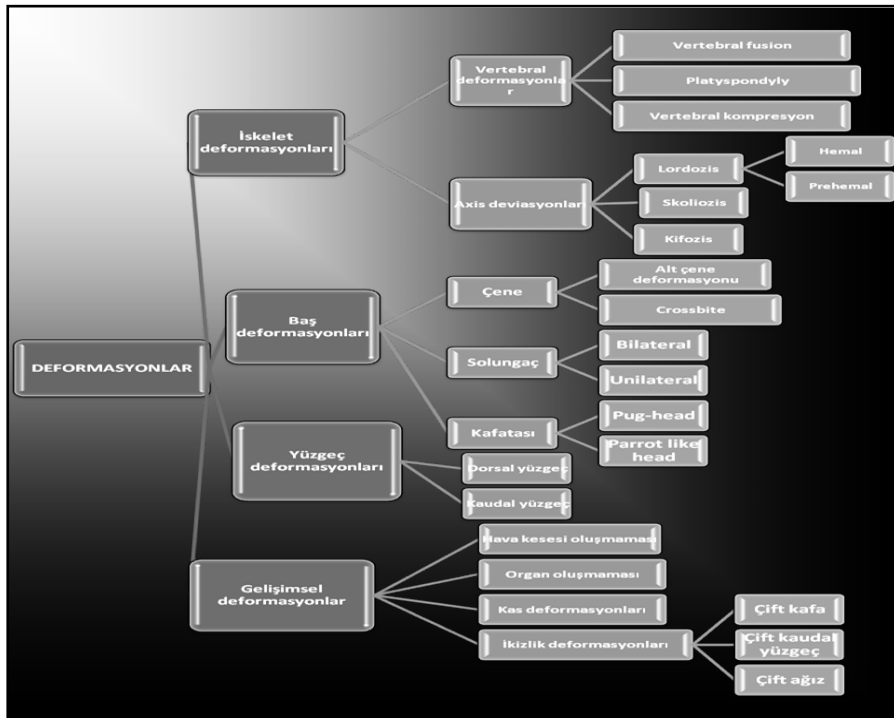 DEFORMASYONLAR
İskelet
deformasyonları
Vertebral
deformasyonla
r
Vertebral fusion
Platyspondyly
Vertebral kompresyon
Axis deviasyonları
Lordozis
Hemal
Prehemal
Skoliozis
Kifozis
Baş
deformasyonları
Çene
Alt çene
deformasyonu
Crossbite
Solungaç
Bilateral
Unilateral
Kafatası
Pug-head
Parrot like
head
Yüzgeç
deformasyonları
Dorsal yüzgeç
Kaudal yüzgeç
Gelişimsel
deformasyonlar
Hava kesesi oluşmaması
Organ oluşmaması
Kas deformasyonları
İkizlik deformasyonları
Çift kafa
Çift kaudal
yüzgeç
Çift ağız